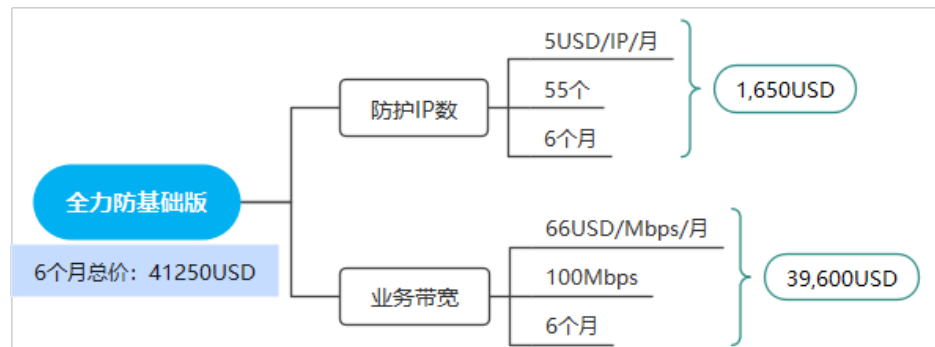 全力防基础版
6个月总价：41250USD
防护IP数
5USD/IP/月
55个
6个月
1,650USD
业务带宽
66USD/Mbps/月
100Mbps
6个月
39,600USD